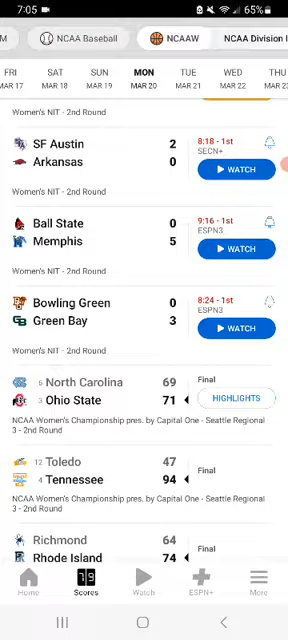 7:05
65%
M
NCAA Baseball
NCAAW
NCAA Division I
FRI
MAR 17
SAT
MAR 18
SUN
MAR 19
MON
MAR 20
TUE
MAR 21
WED
MAR 22
THU
MAR 23
Women's NIT - 2nd Round
SF Austin 2
8:18 - 1st
SECN+
Arkansas 0
WATCH
Women's NIT - 2nd Round
Ball State 0
9:16 - 1st
ESPN3
Memphis 5
WATCH
Women's NIT - 2nd Round
Bowling Green 0
8:24 - 1st
ESPN3
Green Bay 3
WATCH
Women's NIT - 2nd Round
6 North Carolina 69
Final
3 Ohio State 71
HIGHLIGHTS
NCAA Women's Championship pres. by Capital One - Seattle Regional
3 - 2nd Round
12 Toledo 47
Final
4 Tennessee 94
NCAA Women's Championship pres. by Capital One - Seattle Regional
3 - 2nd Round
Richmond 64
Final
Rhode Island 74
Home
Scores
Watch
ESPN+
More